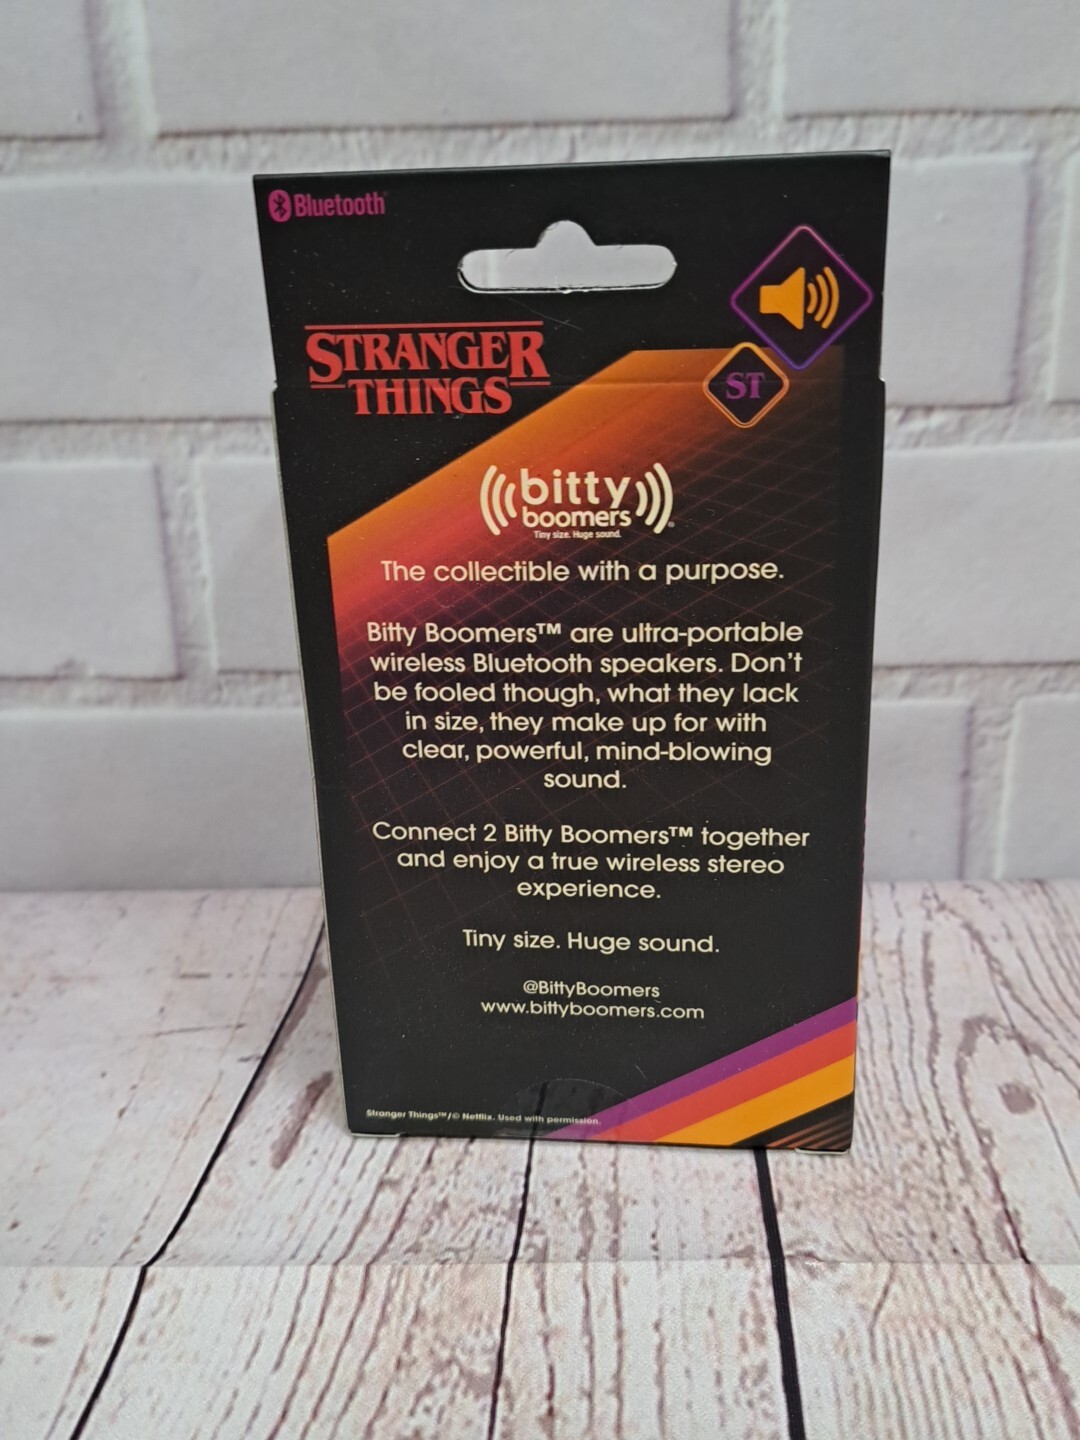 Bluetooth®
STRANGER
THINGS
ST
bitty
boomers®
Tiny size. Huge sound.
The collectible with a purpose.
Bitty Boomers™ are ultra-portable
wireless Bluetooth speakers. Don't
be fooled though, what they lack
in size, they make up for with
clear, powerful, mind-blowing
sound.
Connect 2 Bitty Boomers™ together
and enjoy a true wireless stereo
experience.
Tiny size. Huge sound.
@BittyBoomers
www.bittyboomers.com
Stranger Things™/© Netflix. Used with permission.